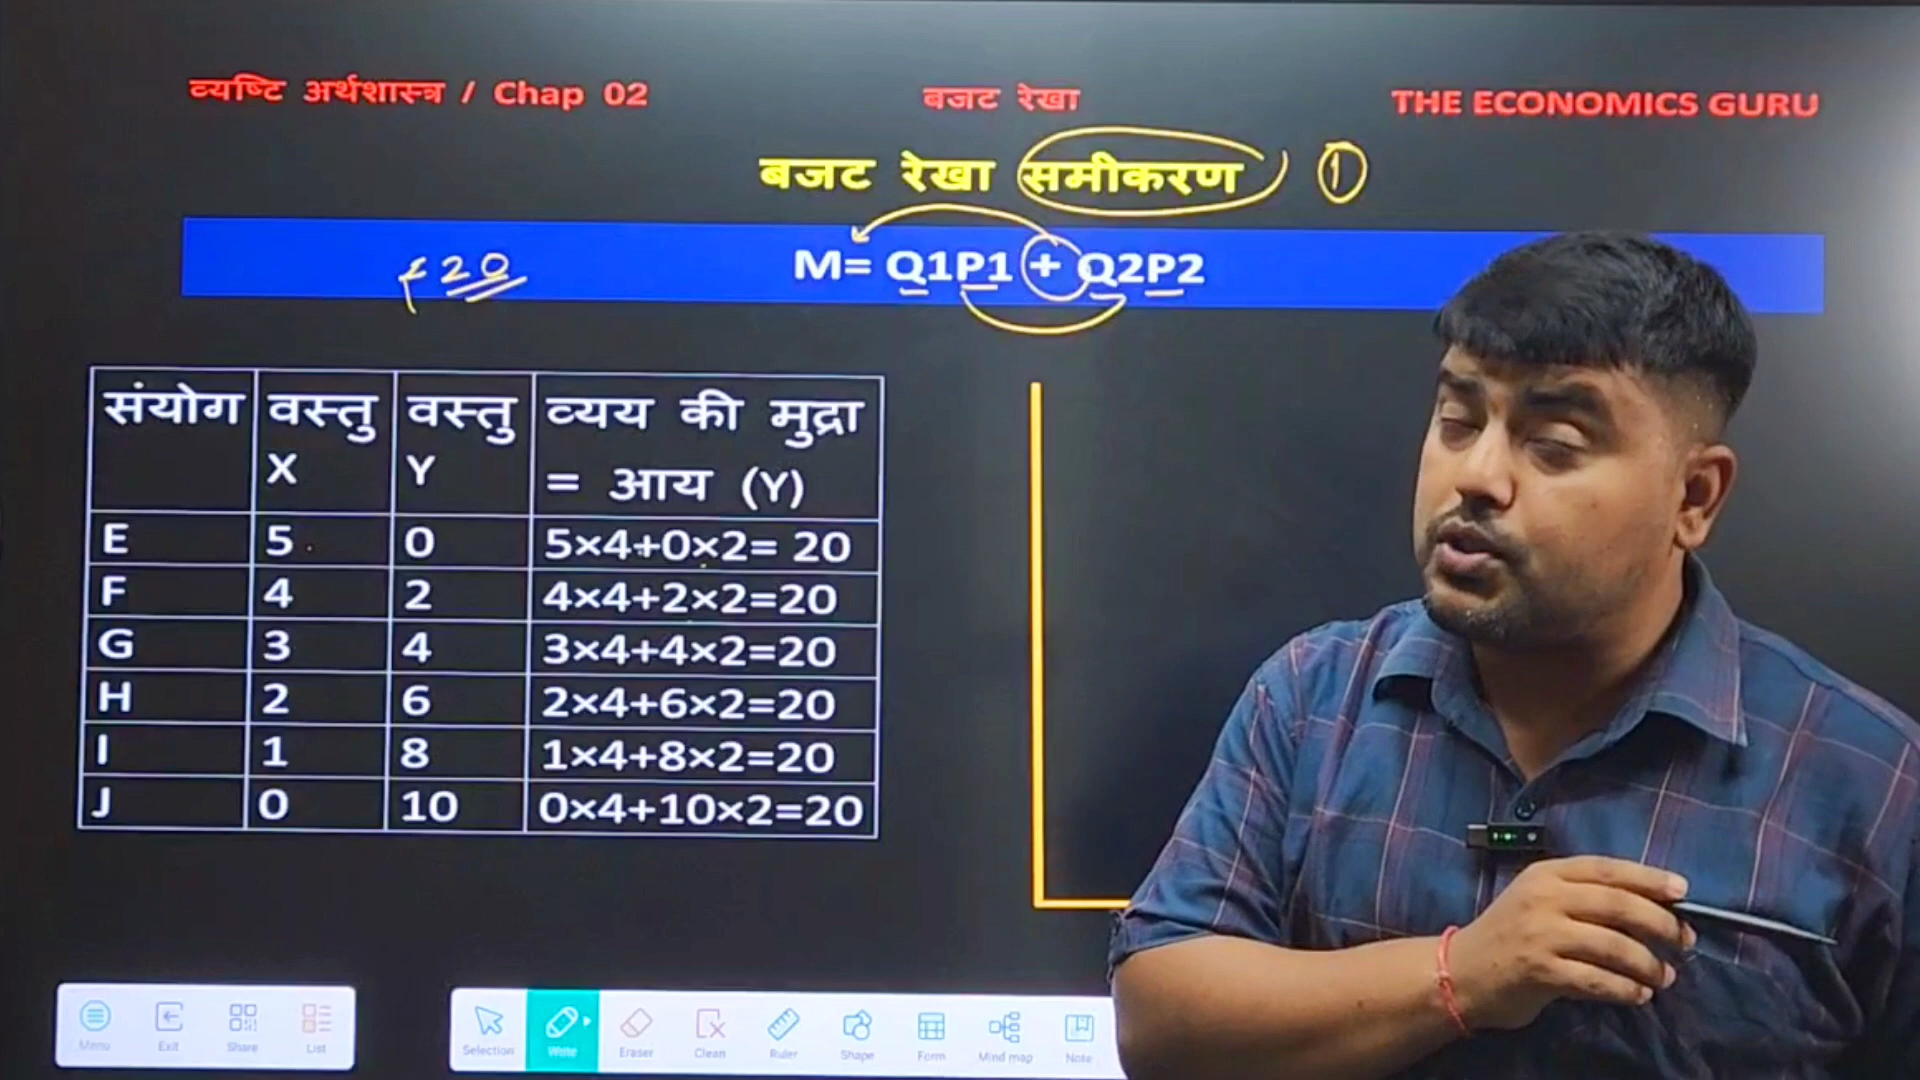 व्यष्टि अर्थशास्त्र / Chap 02 बजट रेखा THE ECONOMICS GURU
बजट रेखा समीकरण 1
₹20 M= Q1P1 + Q2P2
संयोग वस्तु X वस्तु Y व्यय की मुद्रा = आय (Y)
E 5 0 5×4+0×2= 20
F 4 2 4×4+2×2=20
G 3 4 3×4+4×2=20
H 2 6 2×4+6×2=20
I 1 8 1×4+8×2=20
J 0 10 0×4+10×2=20
Menu Exit Share List Selection Write Eraser Clean Ruler Shape Form Mind map Note